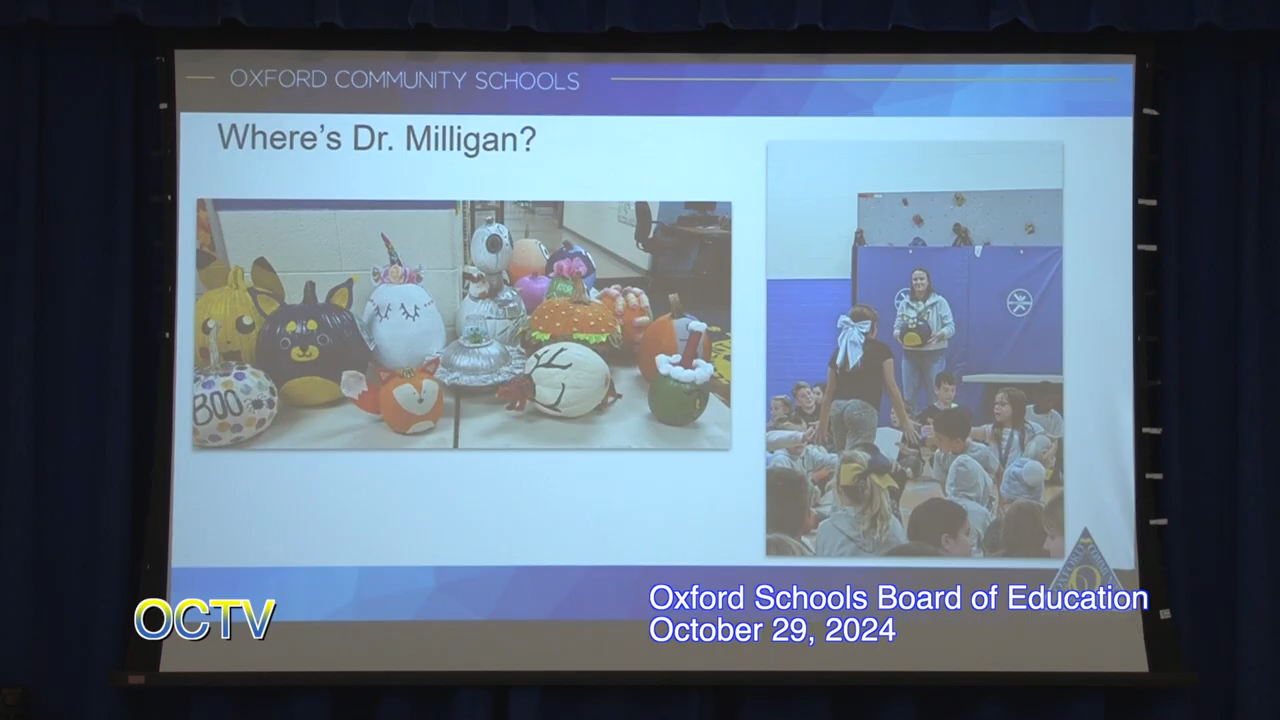 OXFORD COMMUNITY SCHOOLS
Where's Dr. Milligan?
BOO
OCTV
Oxford Schools Board of Education
October 29, 2024